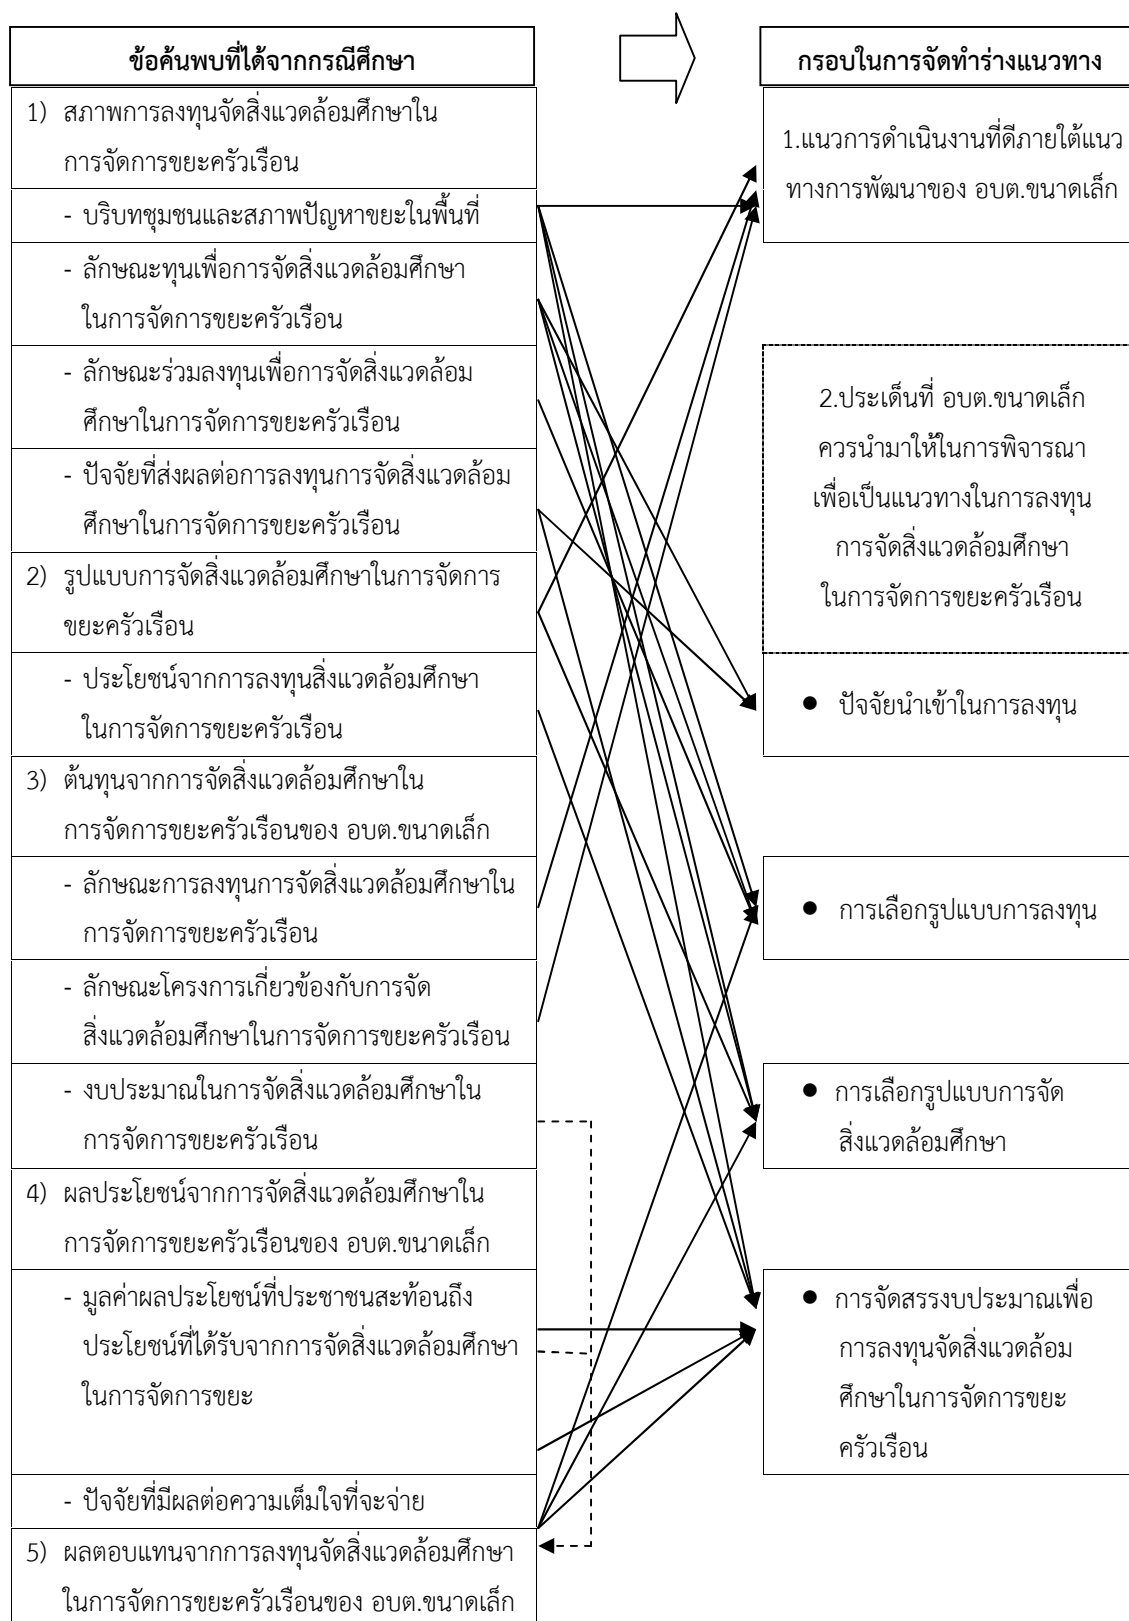 ข้อค้นพบที่ได้จากกรณีศึกษา
1) สภาพการลงทุนจัดสิ่งแวดล้อมศึกษาใน
การจัดการขยะครัวเรือน
- บริบทชุมชนและสภาพปัญหาขยะในพื้นที่
- ลักษณะทุนเพื่อการจัดสิ่งแวดล้อมศึกษา
ในการจัดการขยะครัวเรือน
- ลักษณะร่วมลงทุนเพื่อการจัดสิ่งแวดล้อม
ศึกษาในการจัดการขยะครัวเรือน
- ปัจจัยที่ส่งผลต่อการลงทุนการจัดสิ่งแวดล้อม
ศึกษาในการจัดการขยะครัวเรือน
2) รูปแบบการจัดสิ่งแวดล้อมศึกษาในการจัดการ
ขยะครัวเรือน
- ประโยชน์จากการลงทุนสิ่งแวดล้อมศึกษา
ในการจัดการขยะครัวเรือน
3) ต้นทุนจากการจัดสิ่งแวดล้อมศึกษาใน
การจัดการขยะครัวเรือนของ อบต.ขนาดเล็ก
- ลักษณะการลงทุนการจัดสิ่งแวดล้อมศึกษาใน
การจัดการขยะครัวเรือน
- ลักษณะโครงการเกี่ยวข้องกับการจัด
สิ่งแวดล้อมศึกษาในการจัดการขยะครัวเรือน
- งบประมาณในการจัดสิ่งแวดล้อมศึกษาใน
การจัดการขยะครัวเรือน
4) ผลประโยชน์จากการจัดสิ่งแวดล้อมศึกษาใน
การจัดการขยะครัวเรือนของ อบต.ขนาดเล็ก
- มูลค่าผลประโยชน์ที่ประชาชนสะท้อนถึง
ประโยชน์ที่ได้รับจากการจัดสิ่งแวดล้อมศึกษา
ในการจัดการขยะ
- ปัจจัยที่มีผลต่อความเต็มใจที่จะจ่าย
5) ผลตอบแทนจากการลงทุนจัดสิ่งแวดล้อมศึกษา
ในการจัดการขยะครัวเรือนของ อบต.ขนาดเล็ก
กรอบในการจัดทำร่างแนวทาง
1.แนวการดำเนินงานที่ดีภายใต้แนว
ทางการพัฒนาของ อบต.ขนาดเล็ก
2.ประเด็นที่ อบต.ขนาดเล็ก
ควรนำมาให้ในการพิจารณา
เพื่อเป็นแนวทางในการลงทุน
การจัดสิ่งแวดล้อมศึกษา
ในการจัดการขยะครัวเรือน
● ปัจจัยนำเข้าในการลงทุน
● การเลือกรูปแบบการลงทุน
● การเลือกรูปแบบการจัด
สิ่งแวดล้อมศึกษา
● การจัดสรรงบประมาณเพื่อ
การลงทุนจัดสิ่งแวดล้อม
ศึกษาในการจัดการขยะ
ครัวเรือน